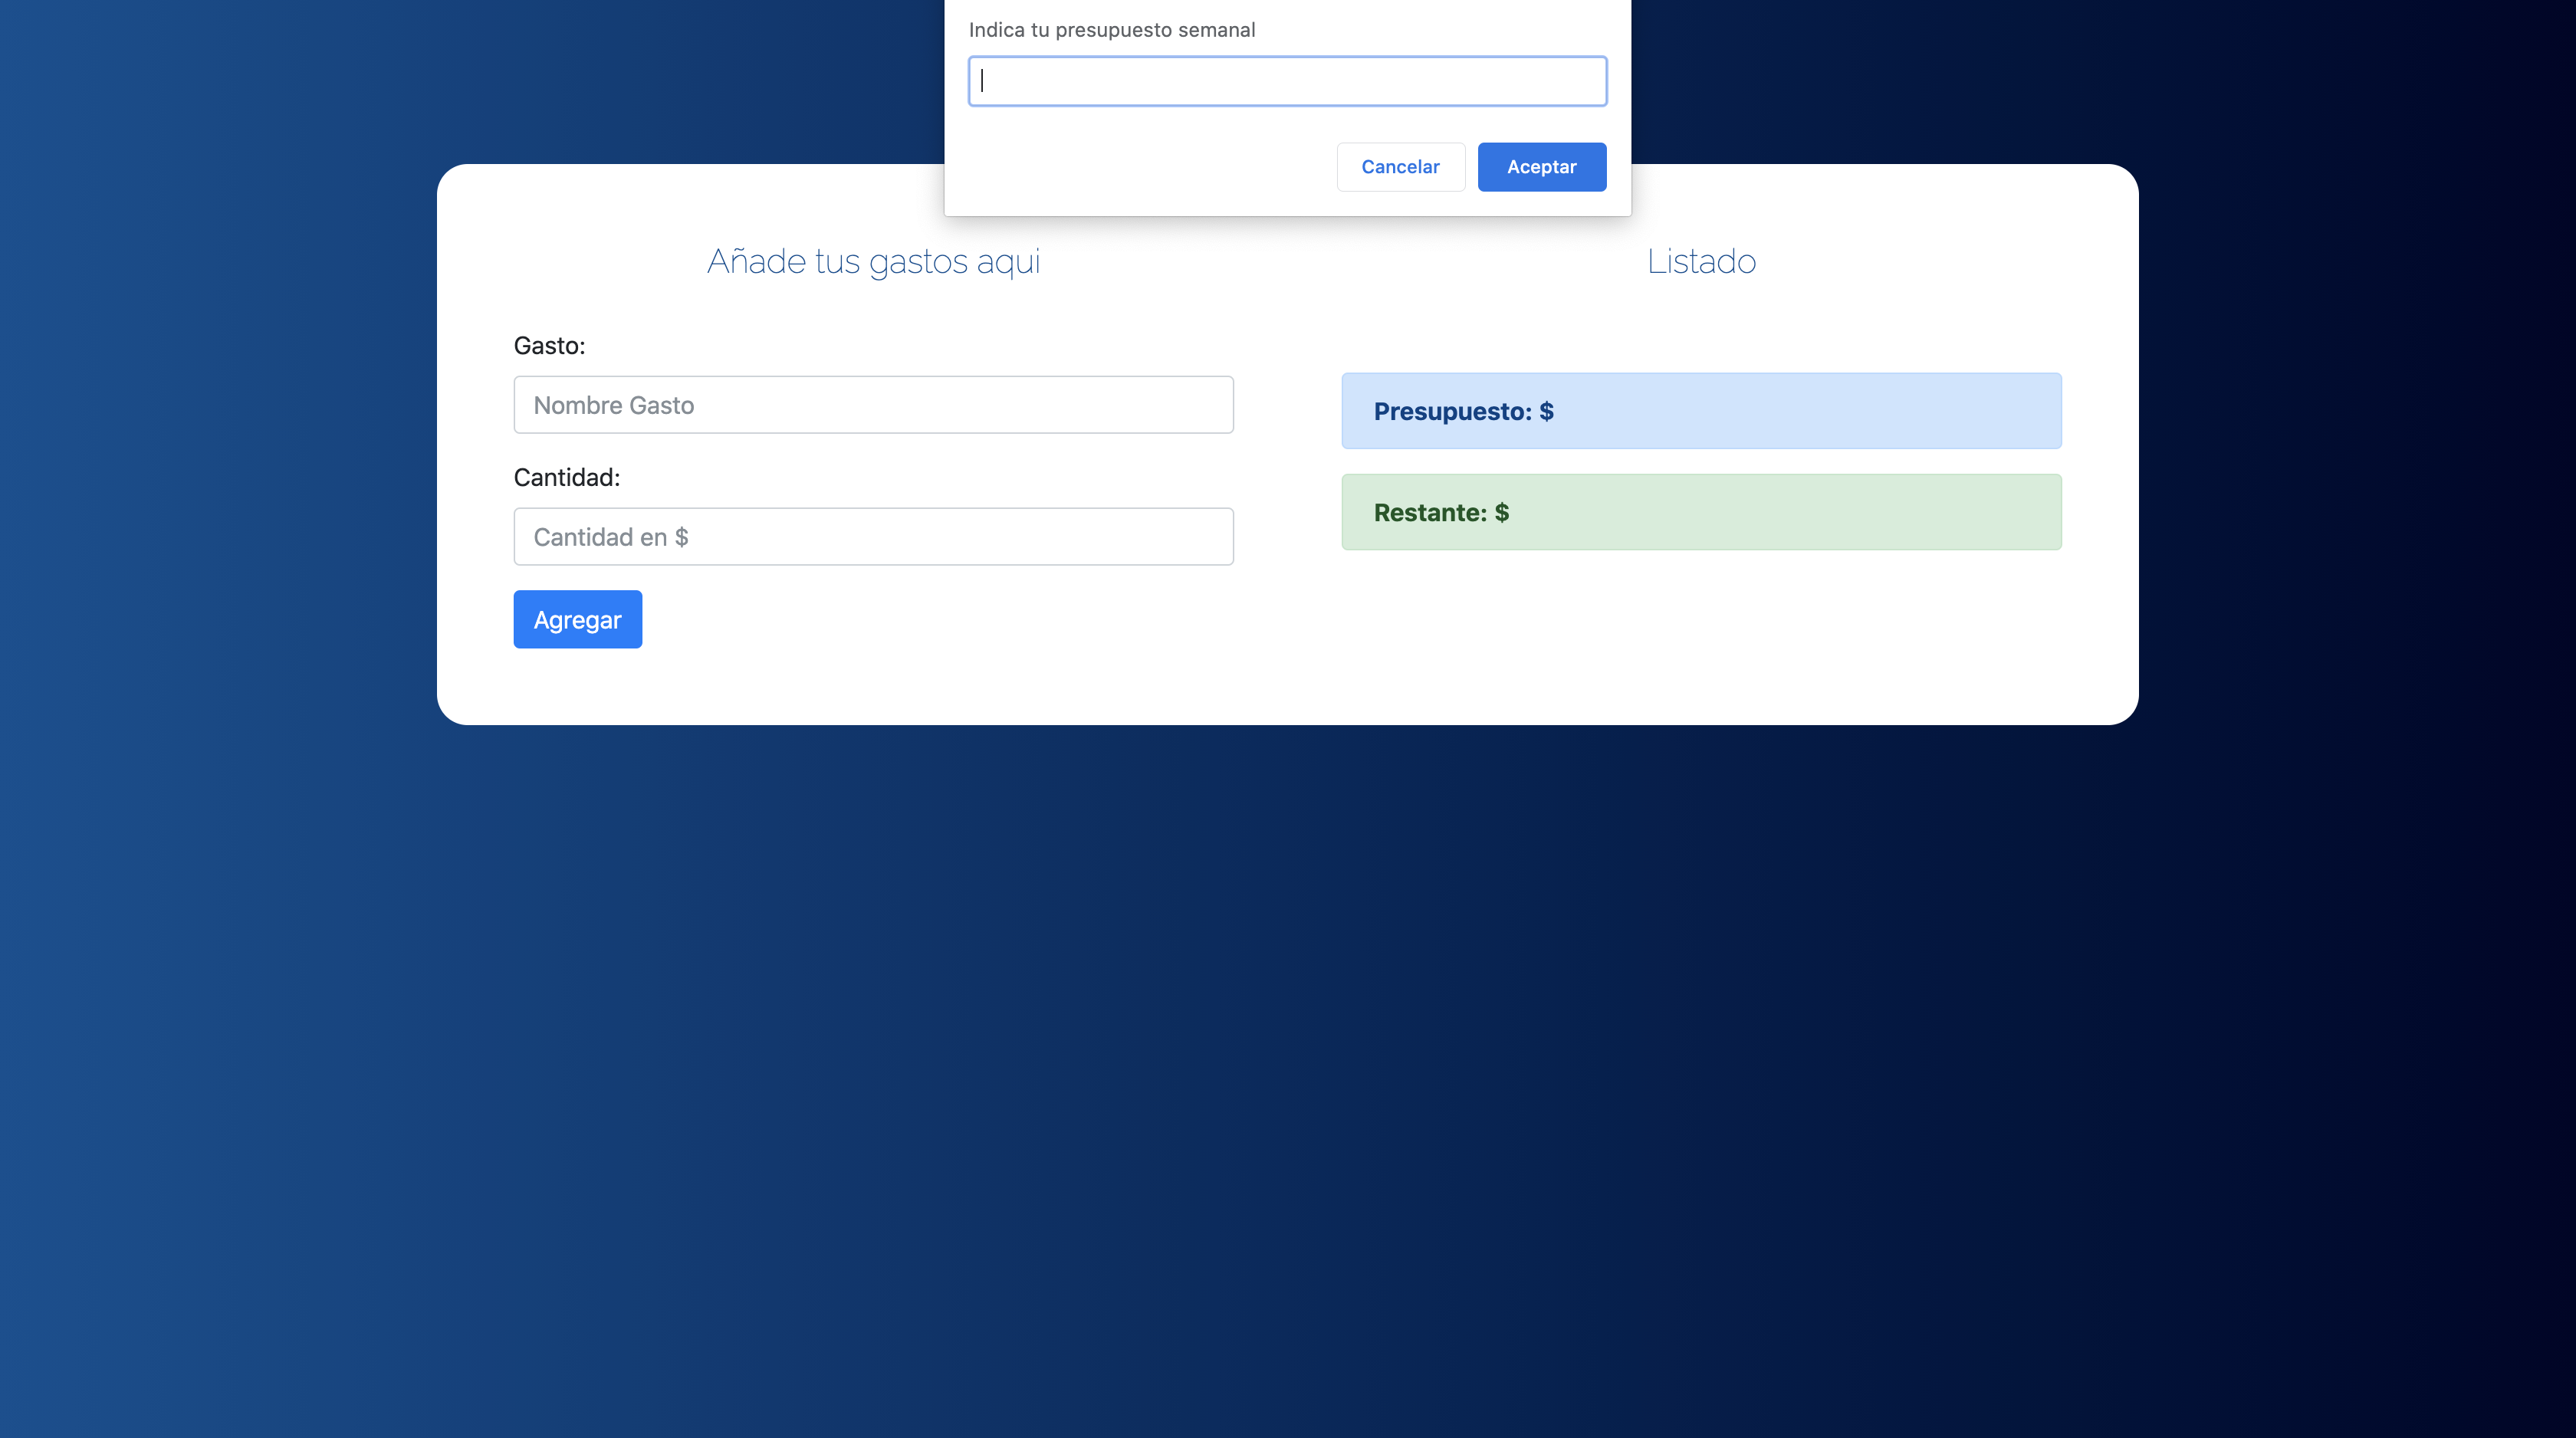 Indica tu presupuesto semanal
Cancelar
Aceptar
Añade tus gastos aqui
Gasto:
Nombre Gasto
Cantidad:
Cantidad en $
Agregar
Listado
Presupuesto: $
Restante: $